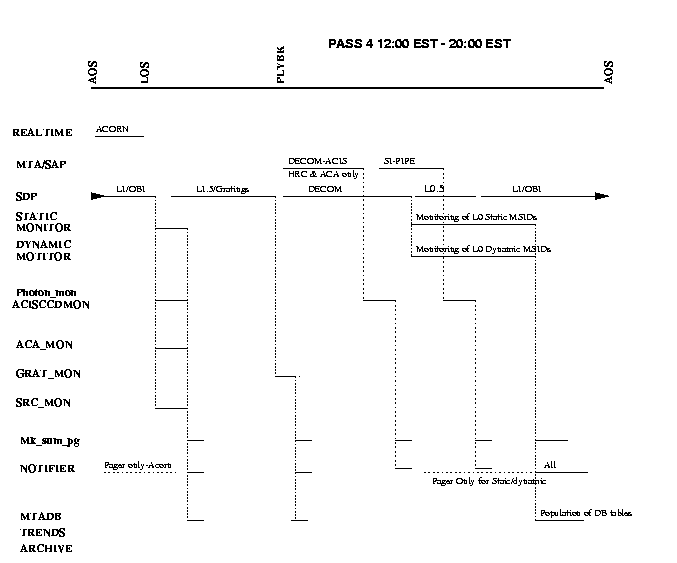 PASS 4 12:00 EST - 20:00 EST
AOS
LOS
PLYBK
AOS
REALTIME
ACORN
MTA/SAP
DECOM-ACIS
SI-PIPE
HRC & ACA only
SDP
L1/OBI
L1.5/Gratings
DECOM
L0.5
L1/OBI
STATIC
MONITOR
Monitoring of L0 Static MSIDs
DYNAMIC
MOTITOR
Monitoring of L0 Dynamic MSIDs
Photon_mon
ACISCCDMON
ACA_MON
GRAT_MON
SRC_MON
Mk_sum_pg
NOTIFIER
Pager only-Acorn
All
Pager Only for Staic/dynamic
MTADB
Population of DB tables
TRENDS
ARCHIVE